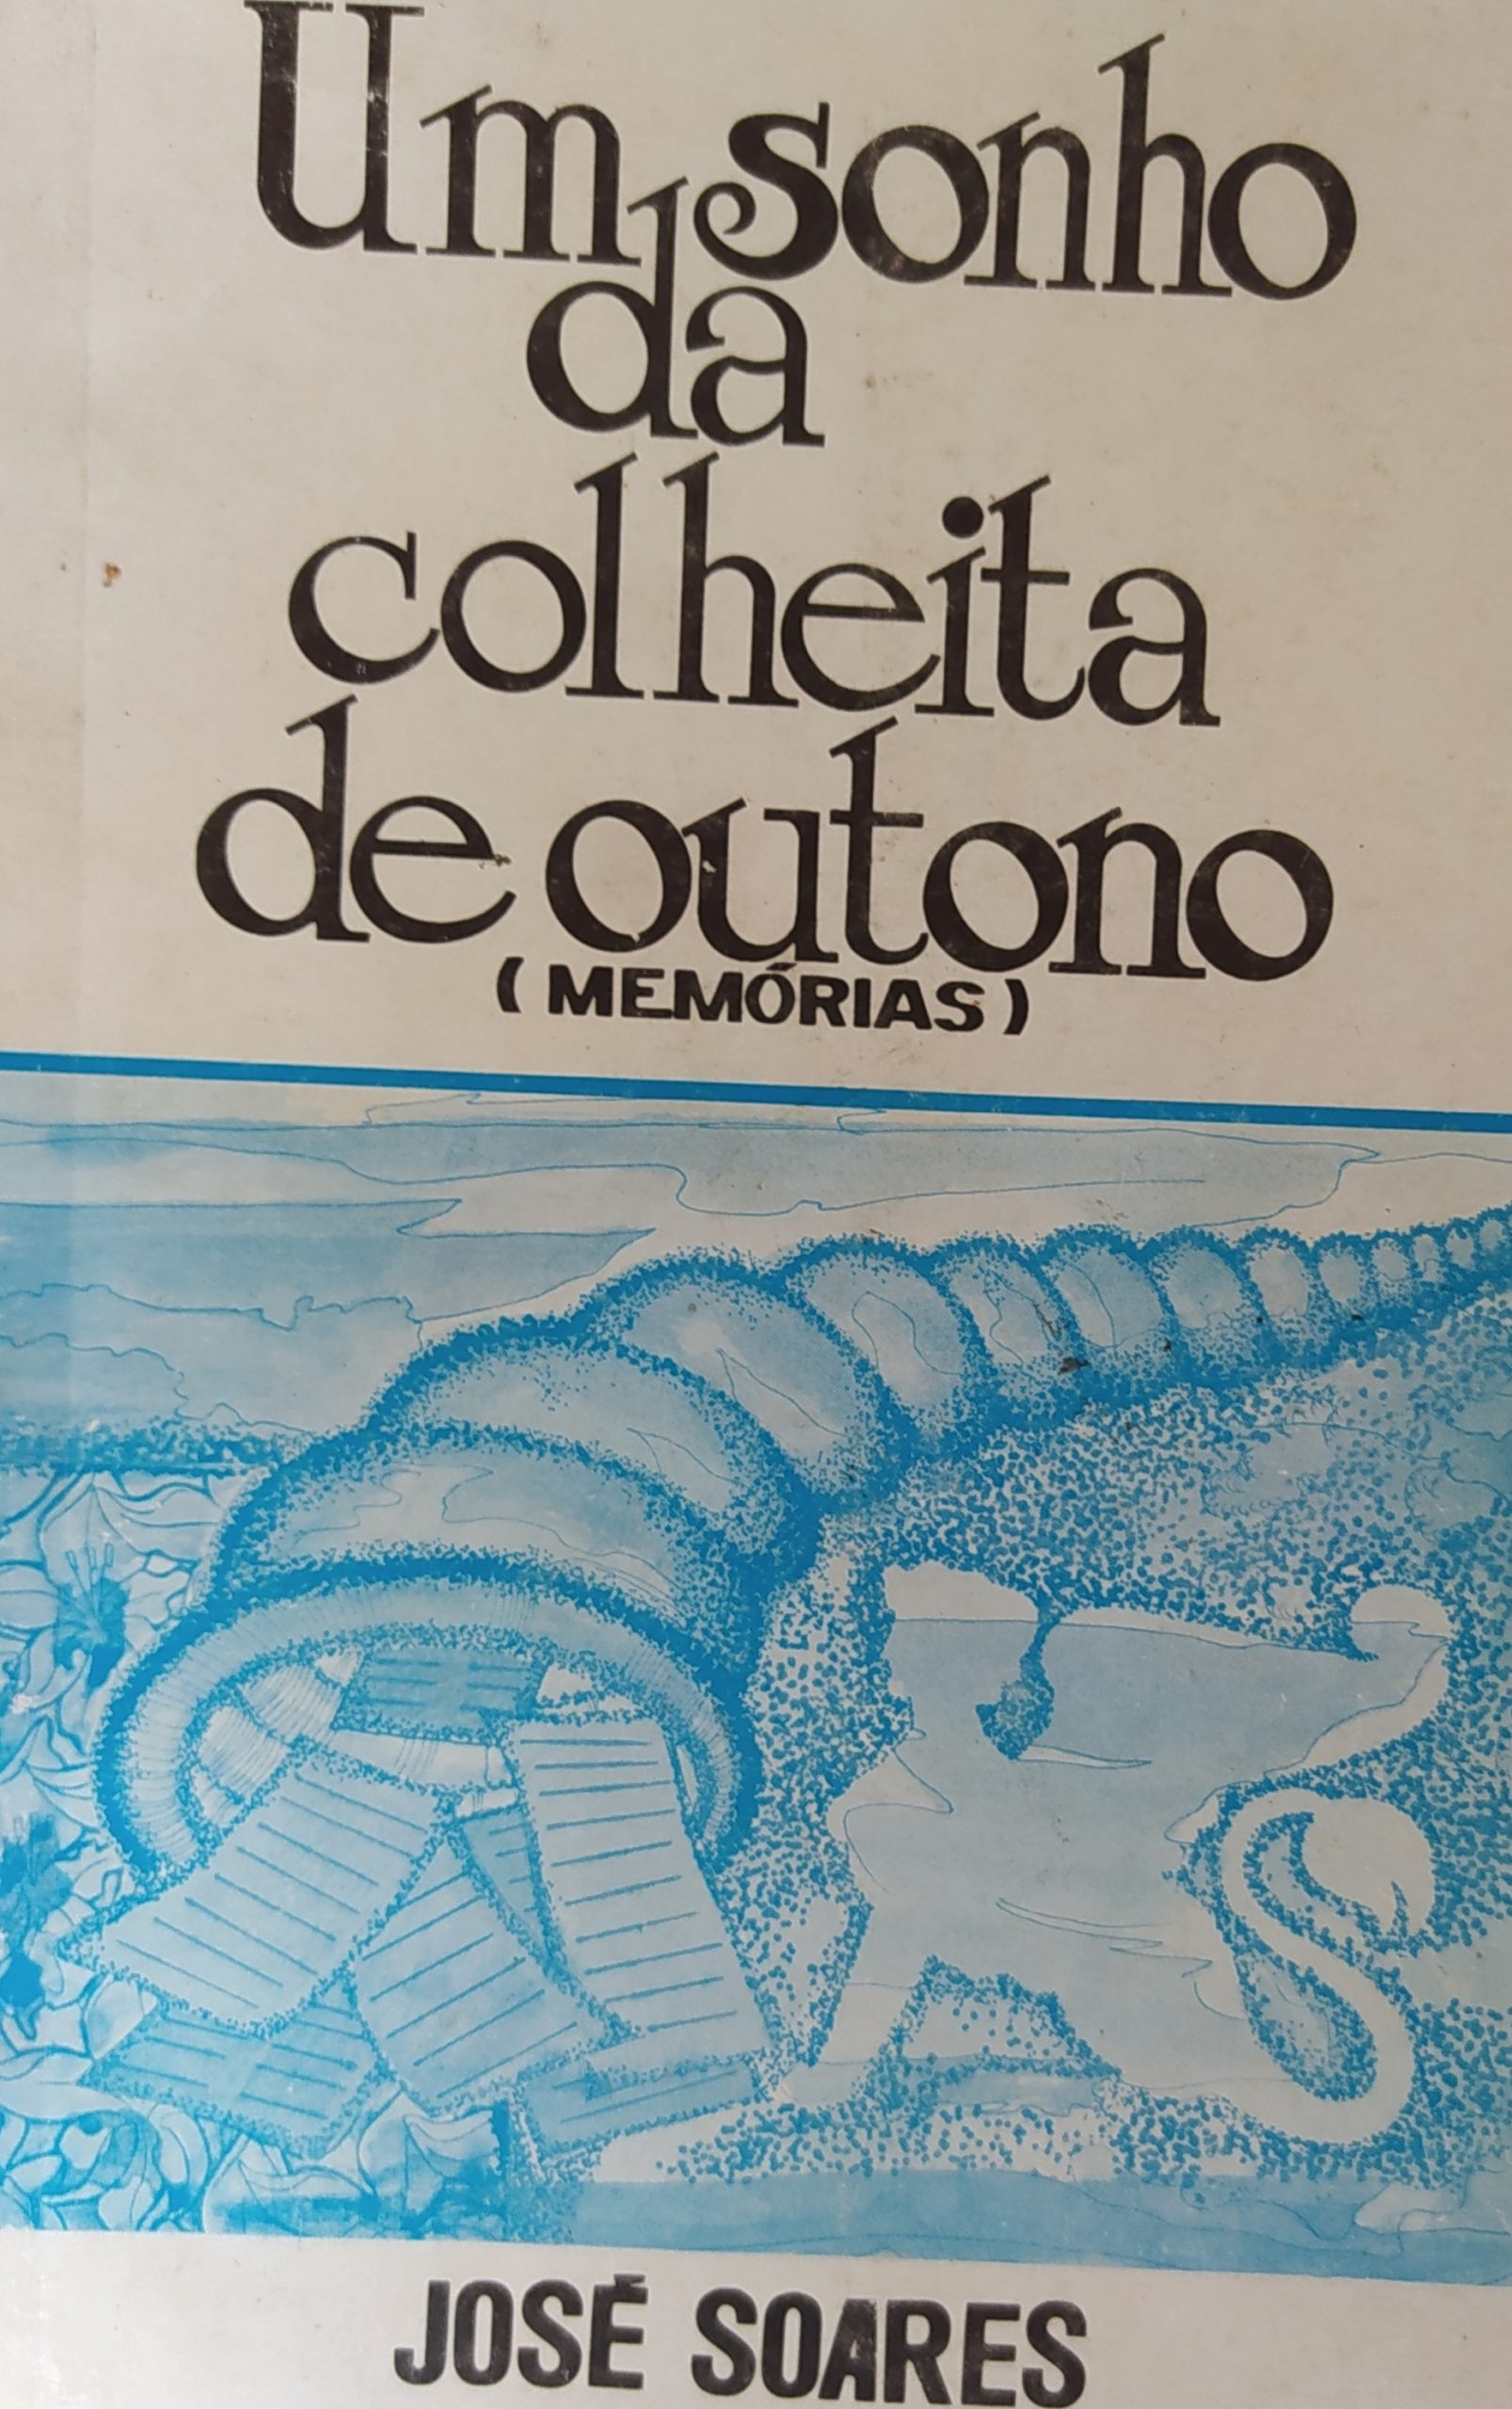 Um sonho
da
colheita
de outono
(MEMÓRIAS)
JOSÉ SOARES